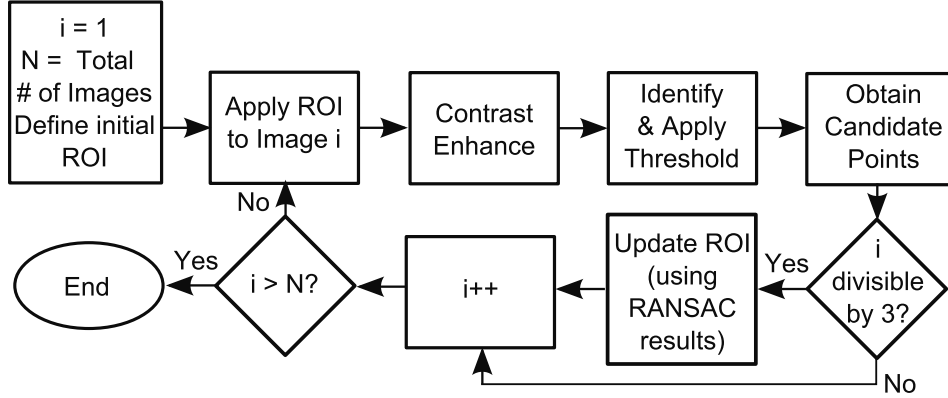 i = 1
N = Total
# of Images
Define initial
ROI
Apply ROI
to Image i
Contrast
Enhance
Identify
& Apply
Threshold
Obtain
Candidate
Points
i
divisible
by 3?
Yes
No
Update ROI
(using
RANSAC
results)
i++
i > N?
No
Yes
End